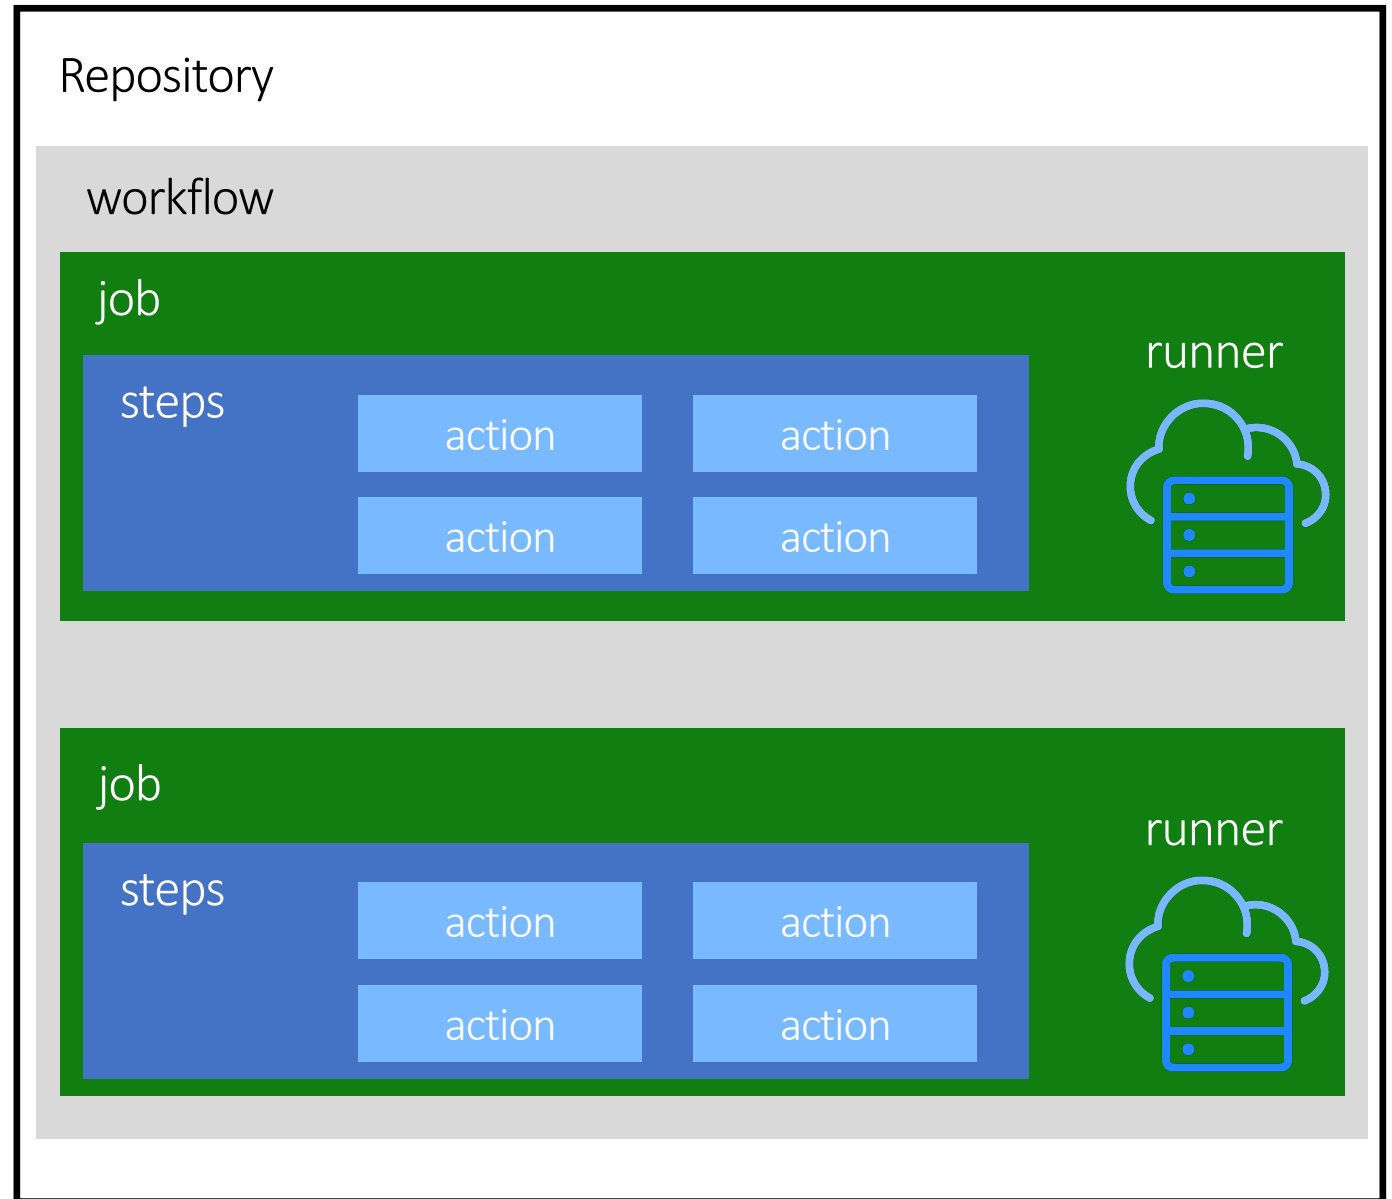 Repository
workflow
job
runner
steps
action action
action action
job
runner
steps
action action
action action